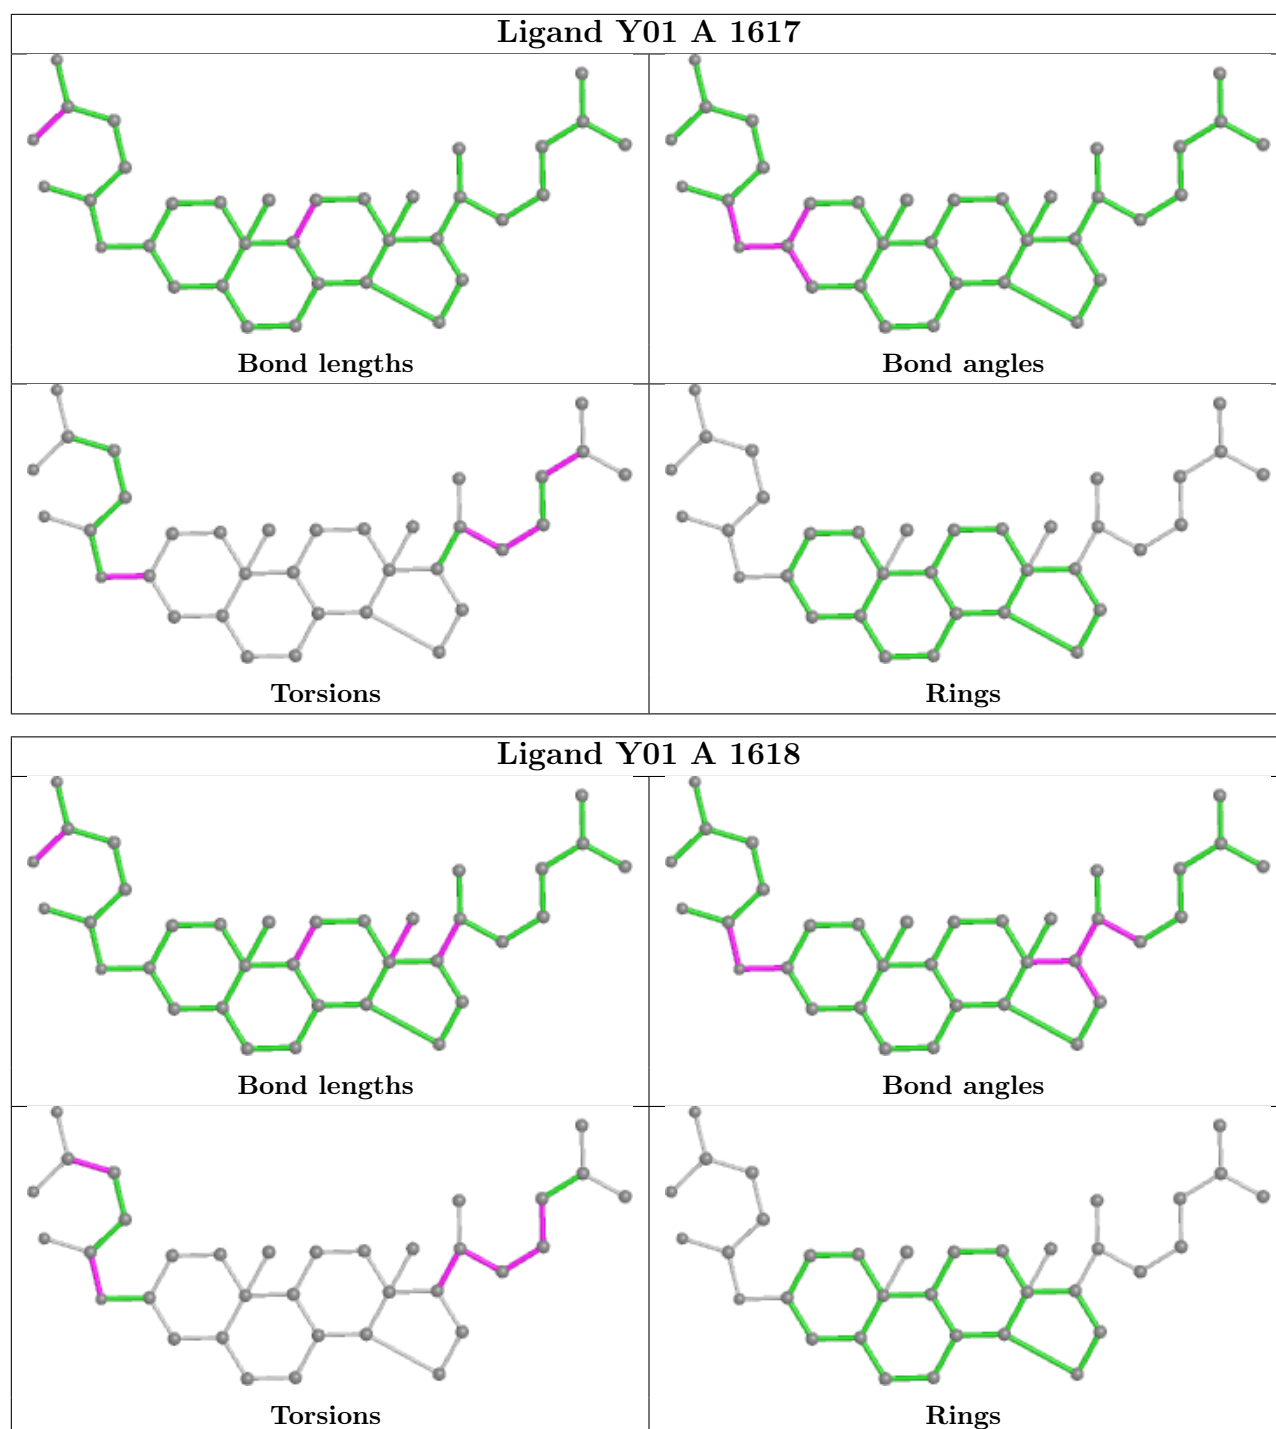 Ligand Y01 A 1617
Bond lengths
Bond angles
Torsions
Rings
Ligand Y01 A 1618
Bond lengths
Bond angles
Torsions
Rings